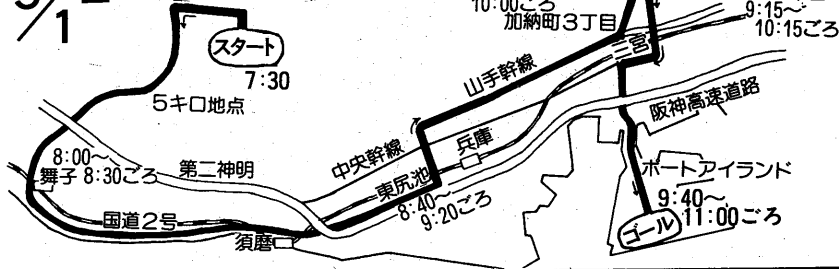 1
スタート
7:30
5キロ地点
8:00〜
舞子 8:30ごろ
第二神明
国道2号
須磨
中央幹線
東尻池
8:40〜
9:20ごろ
兵庫
山手幹線
10:00ごろ
加納町3丁目
三宮
9:15〜
10:15ごろ
阪神高速道路
ポートアイランド
9:40〜
11:00ごろ
ゴール